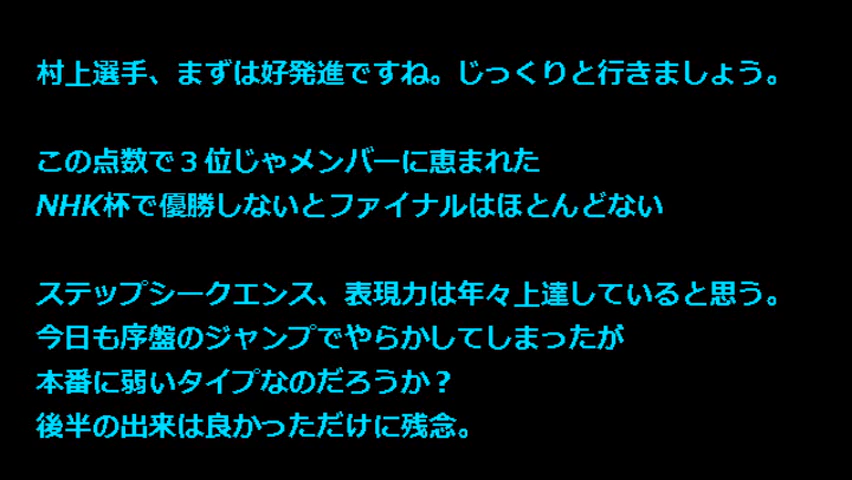 村上選手、まずは好発進ですね。じっくりと行きましょう。
この点数で３位じゃメンバーに恵まれた
NHK杯で優勝しないとファイナルはほとんどない
ステップシークエンス、表現力は年々上達していると思う。
今日も序盤のジャンプでやらかしてしまったが
本番に弱いタイプなのだろうか？
後半の出来は良かっただけに残念。